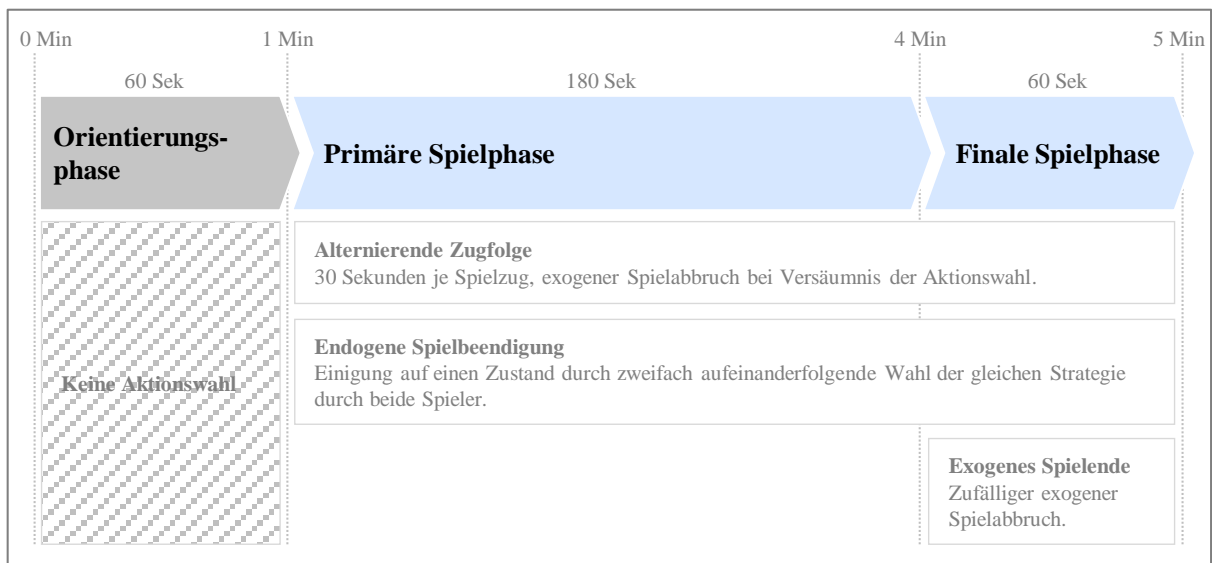 0 Min
1 Min
4 Min
5 Min
60 Sek
180 Sek
60 Sek
Orientierungs-
phase
Primäre Spielphase
Finale Spielphase
Alternierende Zugfolge
30 Sekunden je Spielzug, exogener Spielabbruch bei Versäumnis der Aktionswahl.
Endogene Spielbeendigung
Einigung auf einen Zustand durch zweifach aufeinanderfolgende Wahl der gleichen Strategie
durch beide Spieler.
Keine Aktionswahl
Exogenes Spielende
Zufälliger exogener
Spielabbruch.